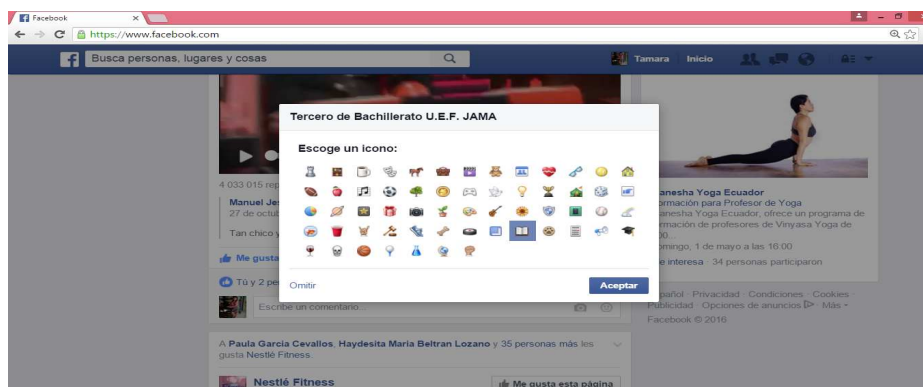 Facebook
https://www.facebook.com
Busca personas, lugares y cosas
Tamara Inicio
Tercero de Bachillerato U.E.F. JAMA
Escoge un icono:
4 033 015 rep
Manuel Jes
27 de octub
Tan chico y
Me gusta
Tú y 2 pe
Omitir
Aceptar
Escribe un comentario...
A Paula Garcia Cevallos, Haydesita Maria Beltran Lozano y 35 personas más les
gusta Nestlé Fitness.
Nestlé Fitness
Me gusta esta página
anesha Yoga Ecuador
ormación para Profesor de Yoga
anesha Yoga Ecuador, ofrece un programa de
rmación de profesores de Vinyasa Yoga de
00...
omingo, 1 de mayo a las 16:00
e interesa · 34 personas participaron
pañol · Privacidad · Condiciones · Cookies ·
Publicidad · Opciones de anuncios · Más
Facebook © 2016